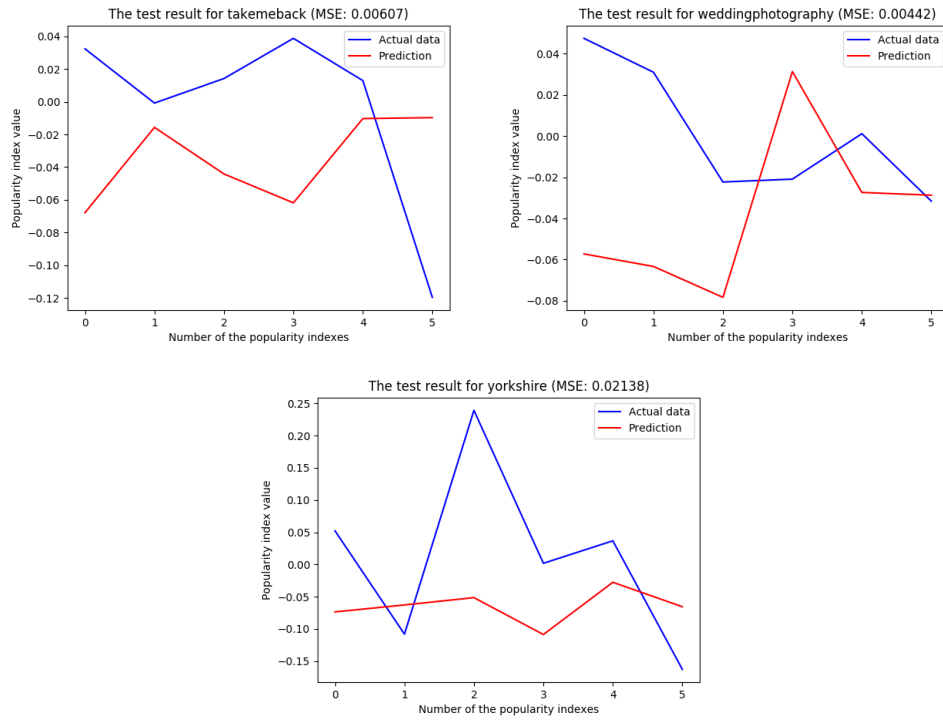 The test result for takemeback (MSE: 0.00607)
Actual data
Prediction
Popularity index value
0.04
0.02
0.00
−0.02
−0.04
−0.06
−0.08
−0.10
−0.12
0 1 2 3 4 5
Number of the popularity indexes
The test result for weddingphotography (MSE: 0.00442)
Actual data
Prediction
Popularity index value
0.04
0.02
0.00
−0.02
−0.04
−0.06
−0.08
0 1 2 3 4 5
Number of the popularity indexes
The test result for yorkshire (MSE: 0.02138)
Actual data
Prediction
Popularity index value
0.25
0.20
0.15
0.10
0.05
0.00
−0.05
−0.10
−0.15
0 1 2 3 4 5
Number of the popularity indexes